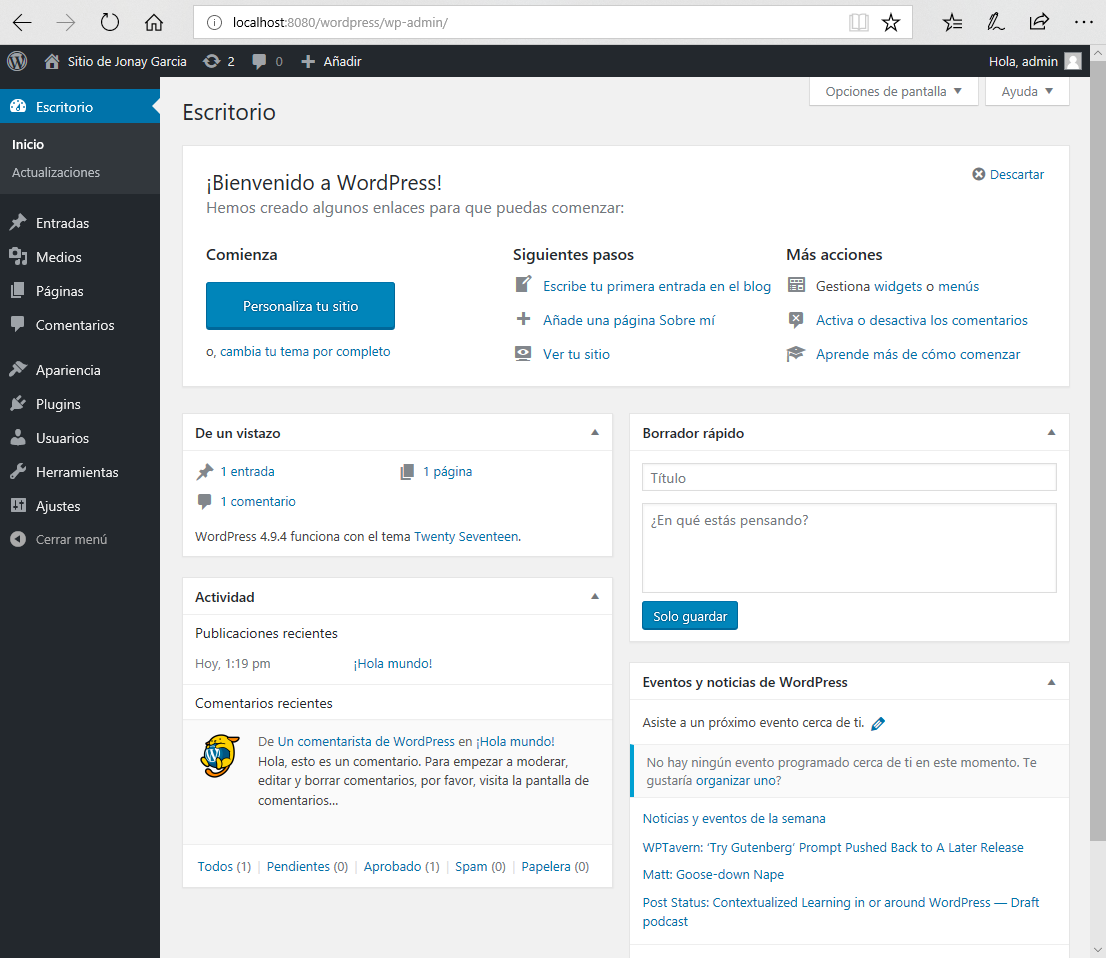 localhost:8080/wordpress/wp-admin/
Sitio de Jonay Garcia 2 0 Añadir Hola, admin
Opciones de pantalla Ayuda
Escritorio
Inicio
Actualizaciones
Entradas
Medios
Páginas
Comentarios
Apariencia
Plugins
Usuarios
Herramientas
Ajustes
Cerrar menú
Escritorio
¡Bienvenido a WordPress!
Descartar
Hemos creado algunos enlaces para que puedas comenzar:
Comienza
Personaliza tu sitio
o, cambia tu tema por completo
Siguientes pasos
Escribe tu primera entrada en el blog
Añade una página Sobre mí
Ver tu sitio
Más acciones
Gestiona widgets o menús
Activa o desactiva los comentarios
Aprende más de cómo comenzar
De un vistazo
1 entrada 1 página
1 comentario
WordPress 4.9.4 funciona con el tema Twenty Seventeen.
Actividad
Publicaciones recientes
Hoy, 1:19 pm ¡Hola mundo!
Comentarios recientes
De Un comentarista de WordPress en ¡Hola mundo!
Hola, esto es un comentario. Para empezar a moderar,
editar y borrar comentarios, por favor, visita la pantalla de
comentarios...
Todos (1) | Pendientes (0) | Aprobado (1) | Spam (0) | Papelera (0)
Borrador rápido
Título
¿En qué estás pensando?
Solo guardar
Eventos y noticias de WordPress
Asiste a un próximo evento cerca de ti.
No hay ningún evento programado cerca de ti en este momento. Te
gustaría organizar uno?
Noticias y eventos de la semana
WPTavern: ‘Try Gutenberg’ Prompt Pushed Back to A Later Release
Matt: Goose-down Nape
Post Status: Contextualized Learning in or around WordPress — Draft
podcast